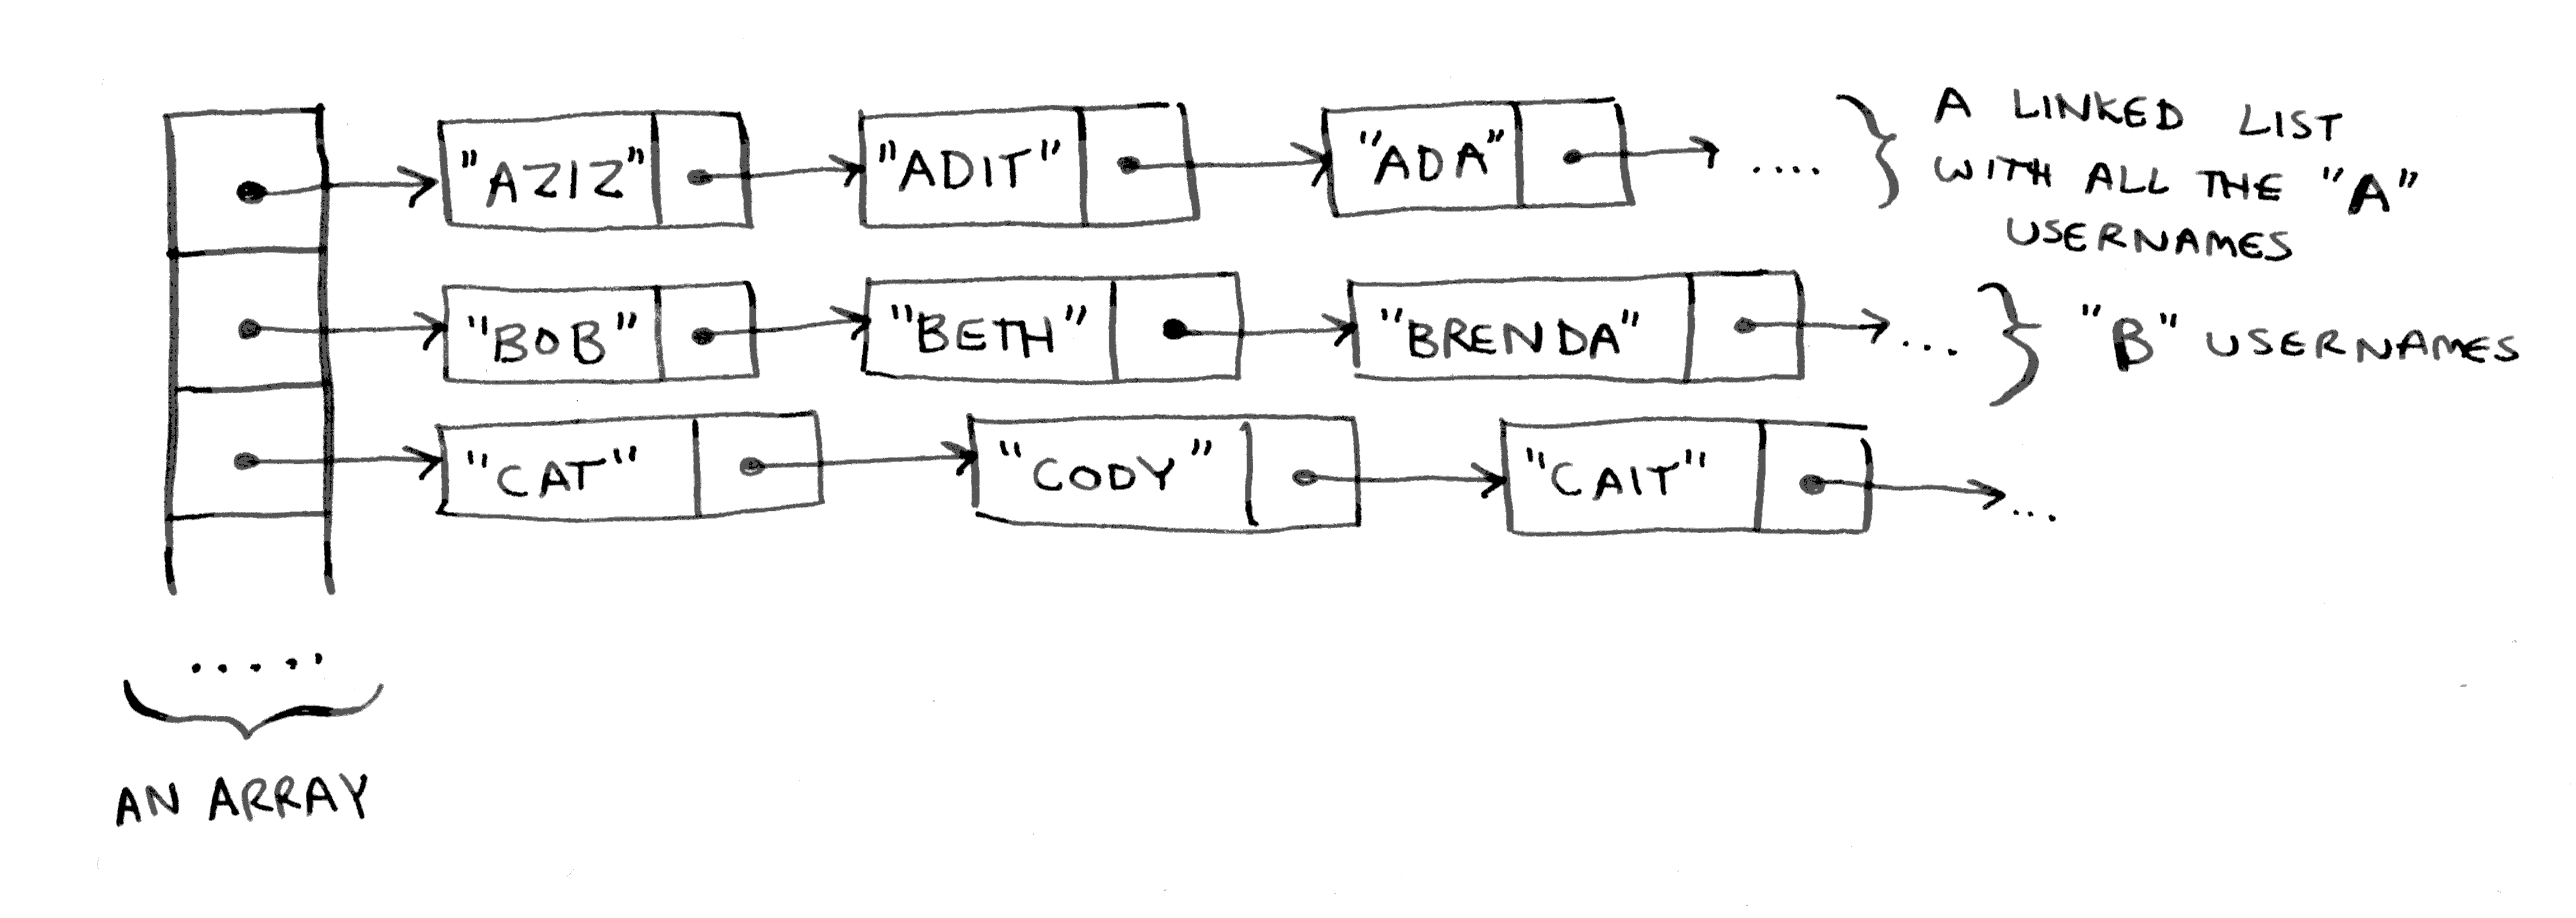 "AZIZ" "ADIT" "ADA" .... A LINKED LIST
WITH ALL THE "A"
USERNAMES
"BOB" "BETH" "BRENDA" ... "B" USERNAMES
"CAT" "CODY" "CAIT" ...
.....
AN ARRAY